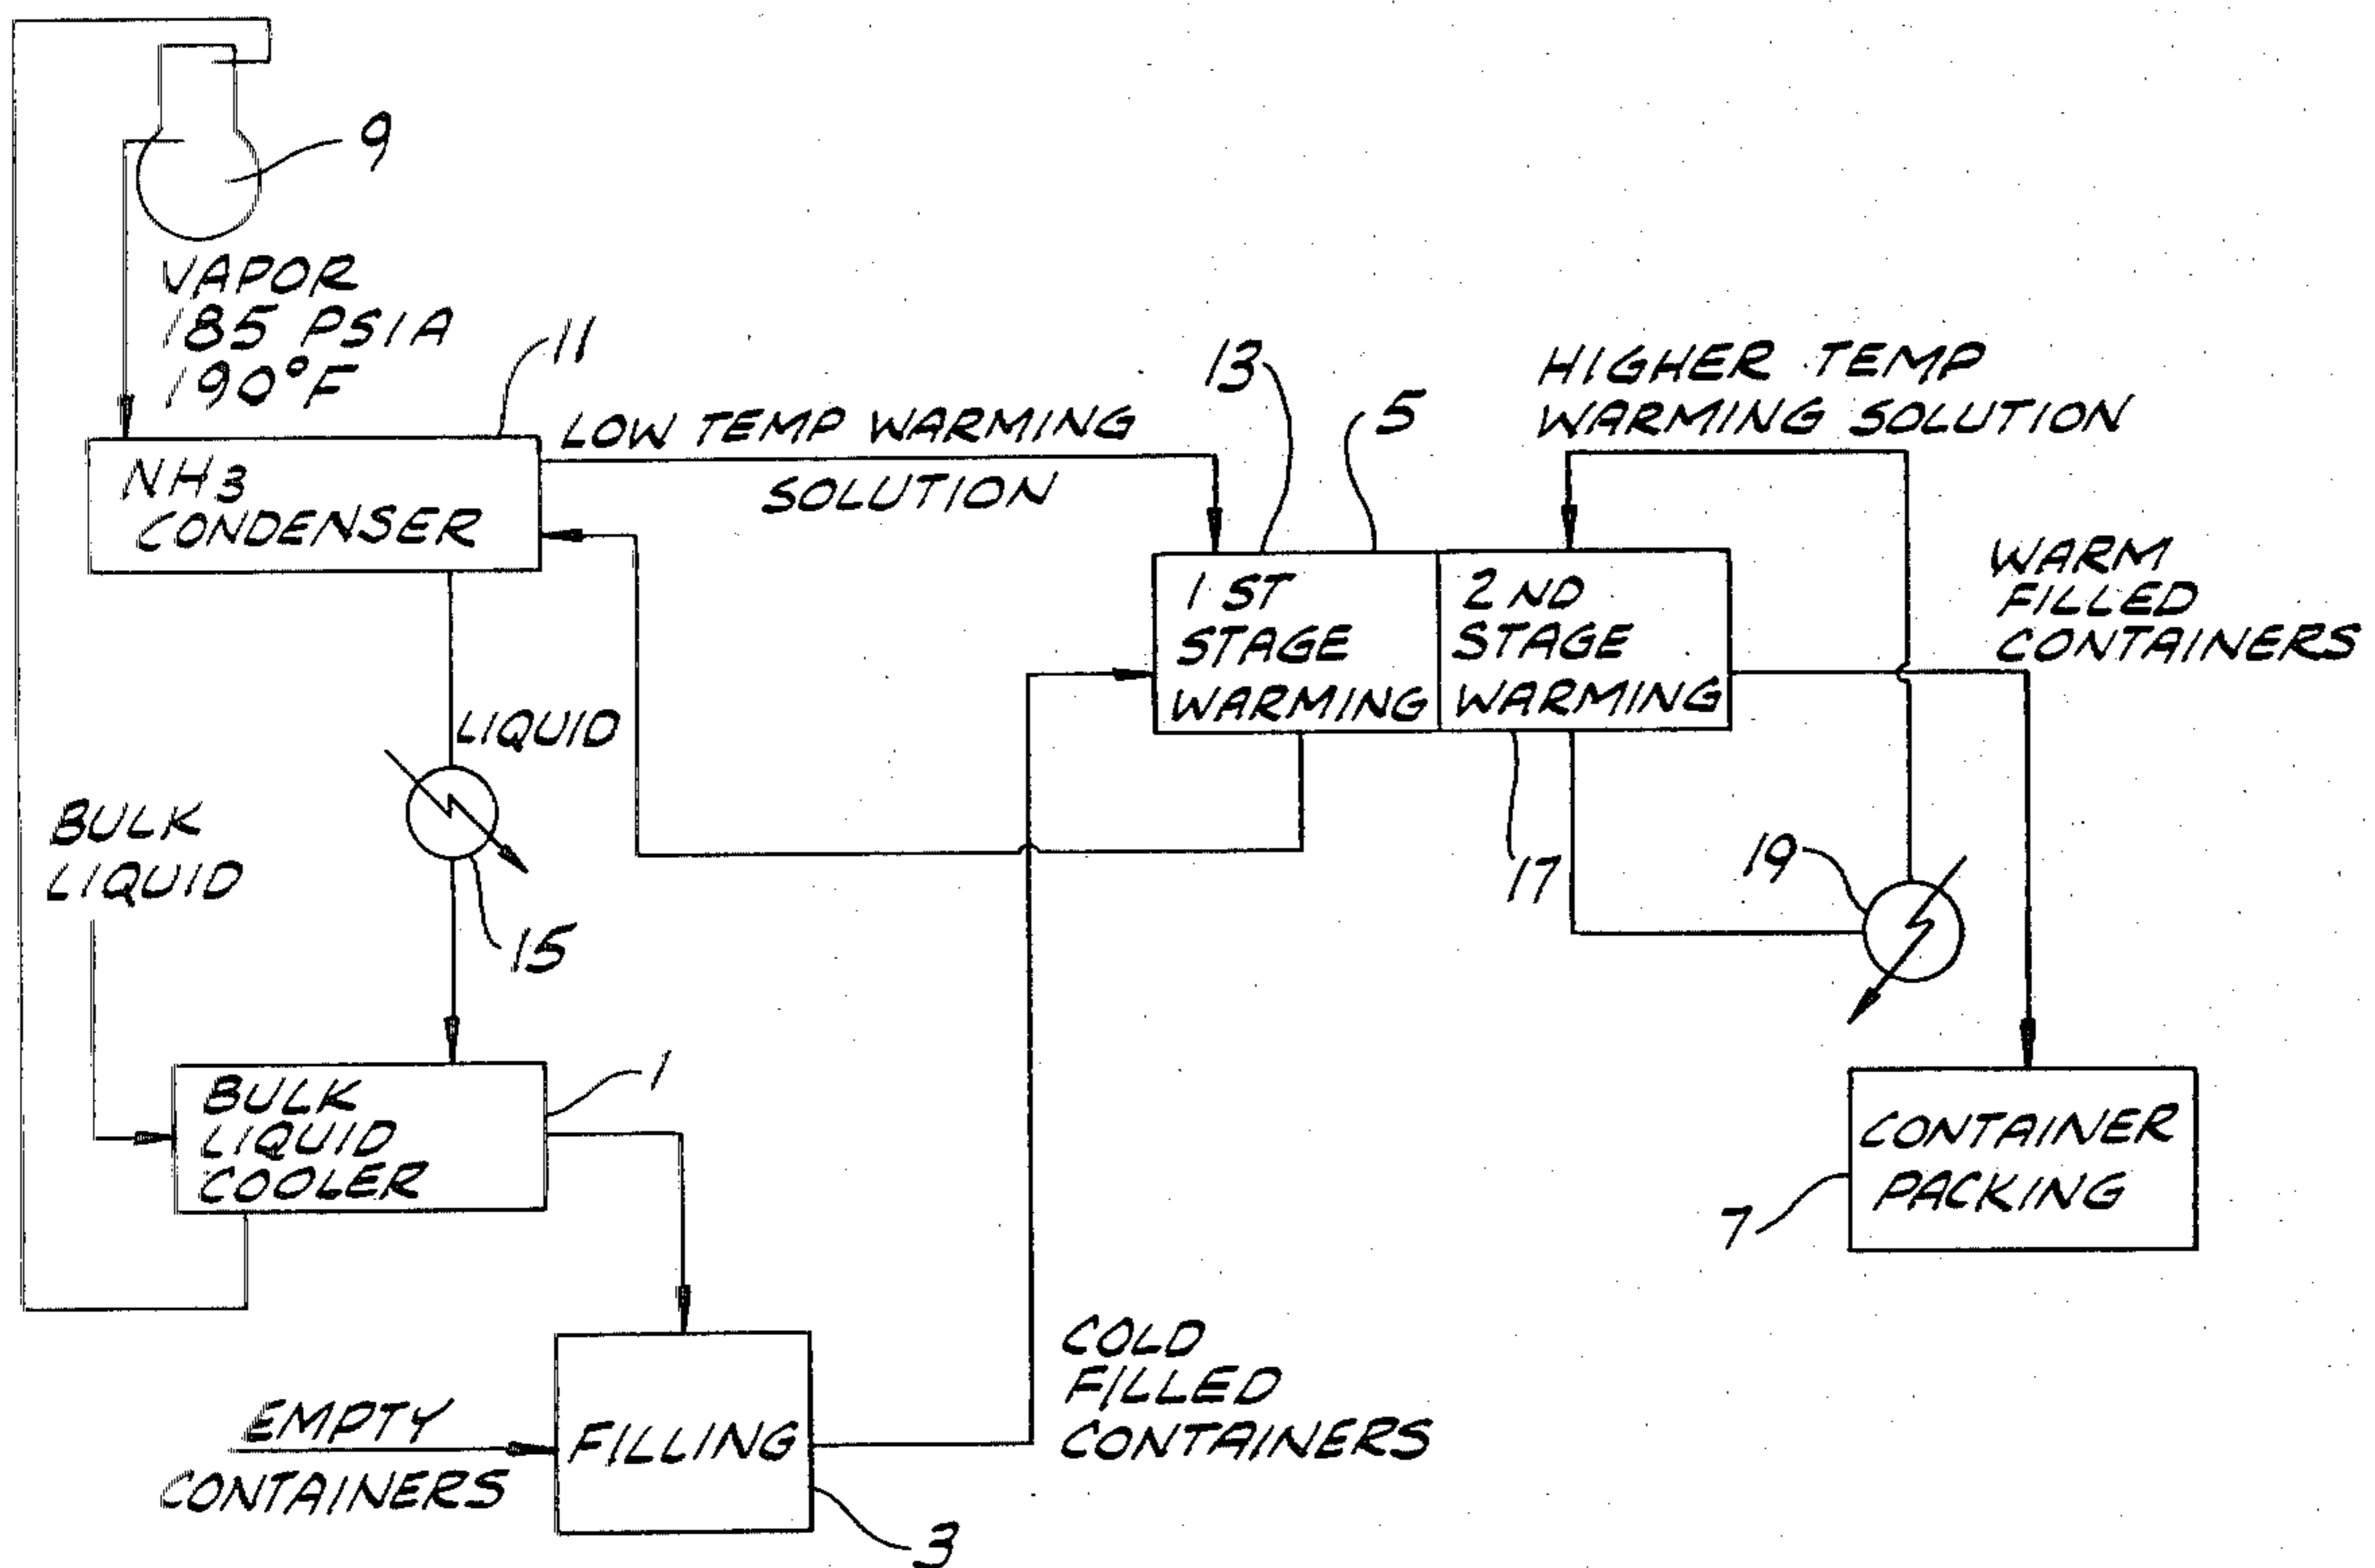 9
VAPOR
185 PSIA
190°F
11
NH3
CONDENSER
LOW TEMP WARMING
SOLUTION
13
5
HIGHER TEMP
WARMING SOLUTION
1 ST
STAGE
WARMING
2 ND
STAGE
WARMING
WARM
FILLED
CONTAINERS
LIQUID
15
17
19
BULK
LIQUID
BULK
LIQUID
COOLER
1
CONTAINER
PACKING
7
EMPTY
CONTAINERS
FILLING
3
COLD
FILLED
CONTAINERS